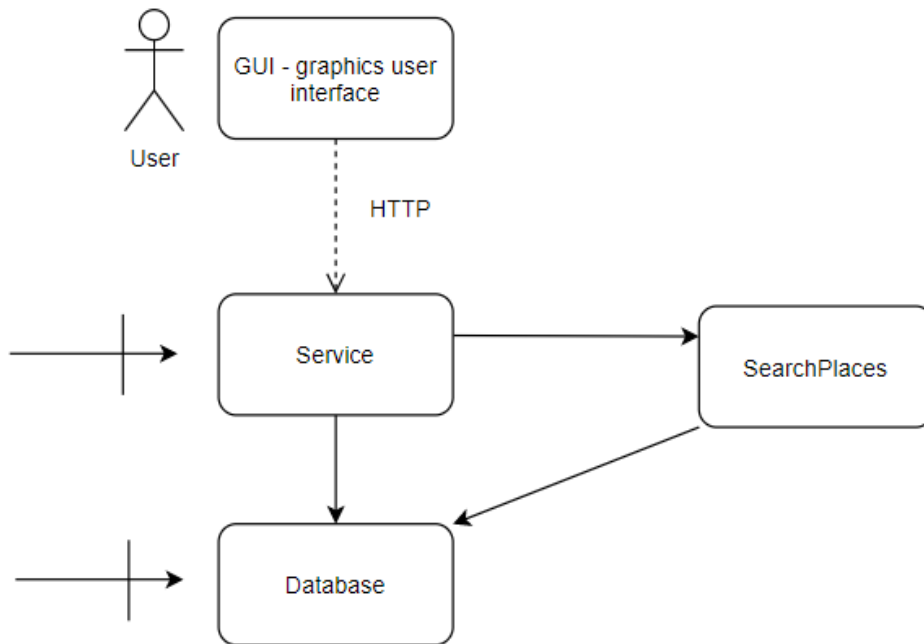 GUI - graphics user
interface
User
HTTP
Service
SearchPlaces
Database